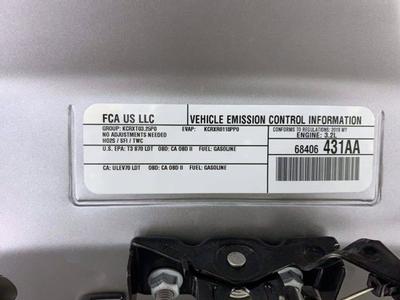 FCA US LLC
VEHICLE EMISSION CONTROL INFORMATION
GROUP: KCRXT03.25P0 EVAP: KCRXR0118PP0 CONFORMS TO REGULATIONS: 2019 MY
NO ADJUSTMENTS NEEDED ENGINE: 3.2L
HO2S / SFI / TWC
68406 431AA
U.S. EPA: T3 B70 LDT OBD: CA OBD II FUEL: GASOLINE
CA: ULEV70 LDT OBD: CA OBD II FUEL: GASOLINE